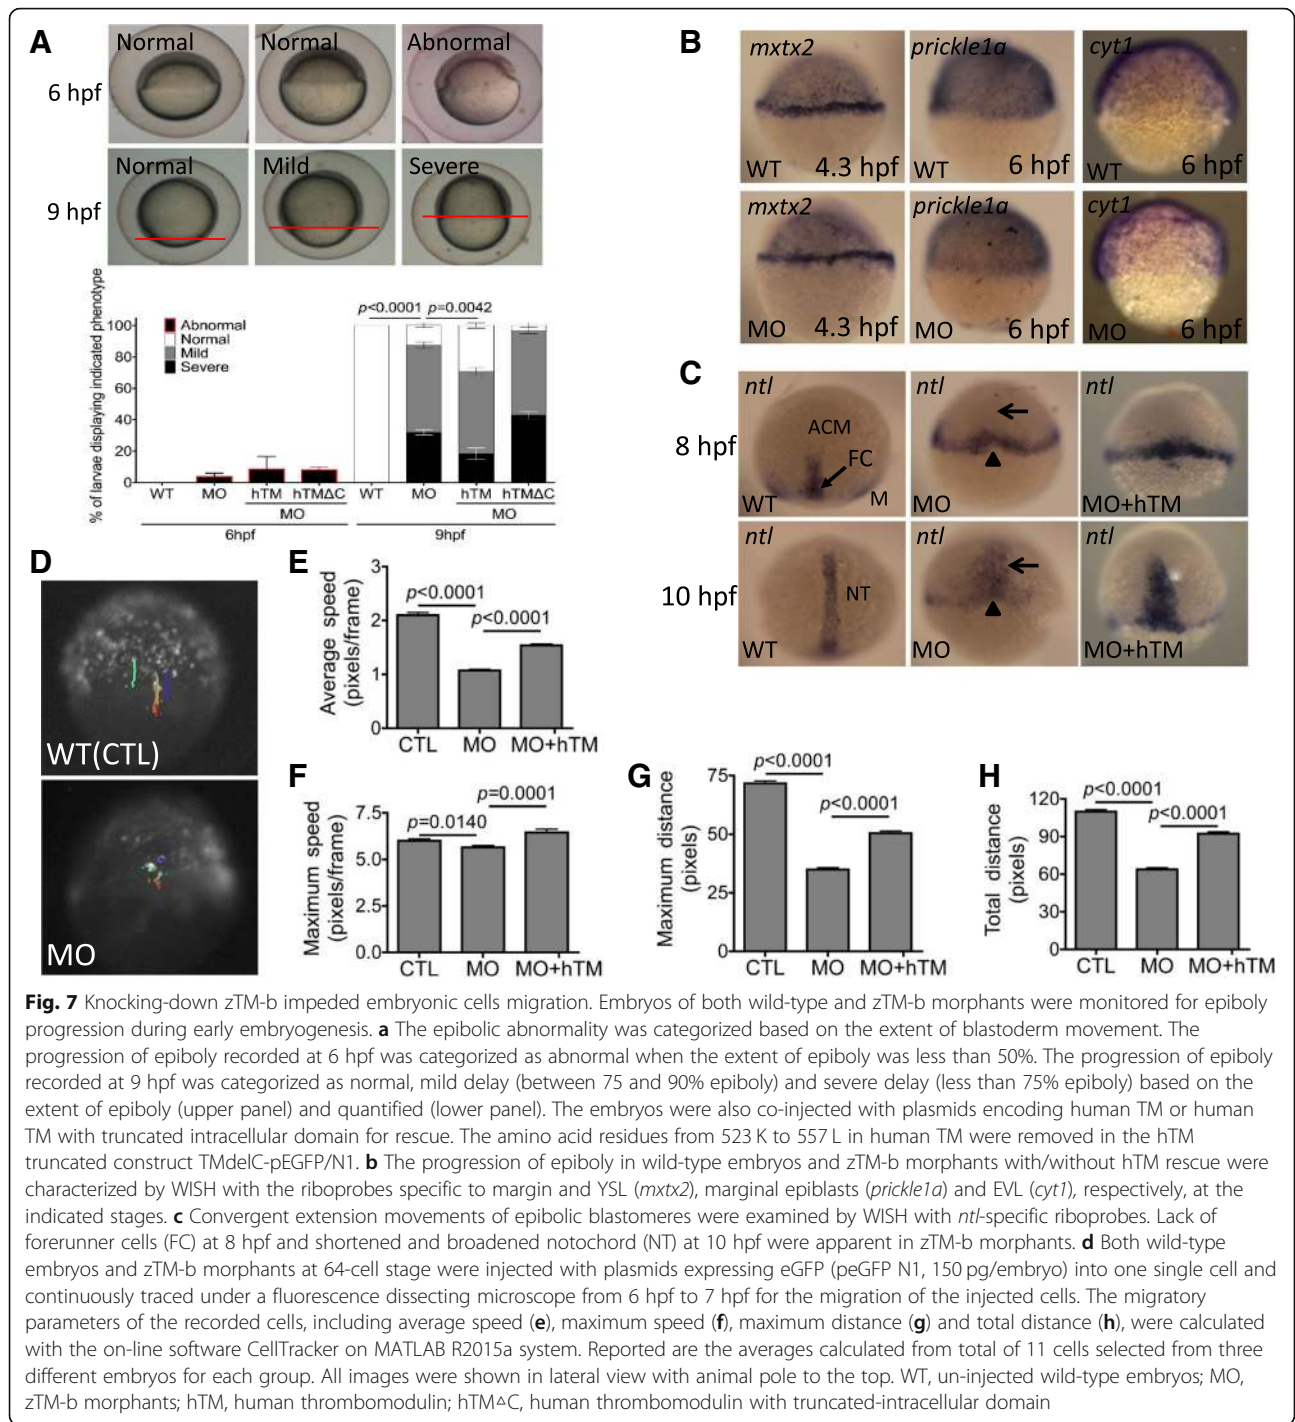 A
Normal
Normal
Abnormal
6 hpf
Normal
Mild
Severe
9 hpf
% of larvae displaying indicated phenotype
p<0.0001
p=0.0042
100
80
60
40
20
0
Abnormal
Normal
Mild
Severe
WT
MO
hTM
hTMΔC
WT
MO
hTM
hTMΔC
MO
MO
6hpf
9hpf
B
mxtx2
prickle1a
cyt1
WT
4.3 hpf
WT
6 hpf
WT
6 hpf
mxtx2
prickle1a
cyt1
MO
4.3 hpf
MO
6 hpf
MO
6 hpf
C
ntl
ntl
ntl
8 hpf
ACM
FC
M
WT
MO
MO+hTM
ntl
ntl
ntl
10 hpf
NT
WT
MO
MO+hTM
D
WT(CTL)
MO
E
Average speed
(pixels/frame)
3
2
1
0
p<0.0001
p<0.0001
CTL
MO
MO+hTM
F
Maximum speed
(pixels/frame)
7.5
5.0
2.5
0.0
p=0.0001
p=0.0140
CTL
MO
MO+hTM
G
Maximum distance
(pixels)
75
50
25
0
p<0.0001
p<0.0001
CTL
MO
MO+hTM
H
Total distance
(pixels)
120
90
60
30
0
p<0.0001
p<0.0001
CTL
MO
MO+hTM
Fig. 7 Knocking-down zTM-b impeded embryonic cells migration. Embryos of both wild-type and zTM-b morphants were monitored for epiboly
progression during early embryogenesis. a The epibolic abnormality was categorized based on the extent of blastoderm movement. The
progression of epiboly recorded at 6 hpf was categorized as abnormal when the extent of epiboly was less than 50%. The progression of epiboly
recorded at 9 hpf was categorized as normal, mild delay (between 75 and 90% epiboly) and severe delay (less than 75% epiboly) based on the
extent of epiboly (upper panel) and quantified (lower panel). The embryos were also co-injected with plasmids encoding human TM or human
TM with truncated intracellular domain for rescue. The amino acid residues from 523 K to 557 L in human TM were removed in the hTM
truncated construct TMdelC-pEGFP/N1. b The progression of epiboly in wild-type embryos and zTM-b morphants with/without hTM rescue were
characterized by WISH with the riboprobes specific to margin and YSL (mxtx2), marginal epiblasts (prickle1a) and EVL (cyt1), respectively, at the
indicated stages. c Convergent extension movements of epibolic blastomeres were examined by WISH with ntl-specific riboprobes. Lack of
forerunner cells (FC) at 8 hpf and shortened and broadened notochord (NT) at 10 hpf were apparent in zTM-b morphants. d Both wild-type
embryos and zTM-b morphants at 64-cell stage were injected with plasmids expressing eGFP (peGFP N1, 150 pg/embryo) into one single cell and
continuously traced under a fluorescence dissecting microscope from 6 hpf to 7 hpf for the migration of the injected cells. The migratory
parameters of the recorded cells, including average speed (e), maximum speed (f), maximum distance (g) and total distance (h), were calculated
with the on-line software CellTracker on MATLAB R2015a system. Reported are the averages calculated from total of 11 cells selected from three
different embryos for each group. All images were shown in lateral view with animal pole to the top. WT, un-injected wild-type embryos; MO,
zTM-b morphants; hTM, human thrombomodulin; hTM△C, human thrombomodulin with truncated-intracellular domain